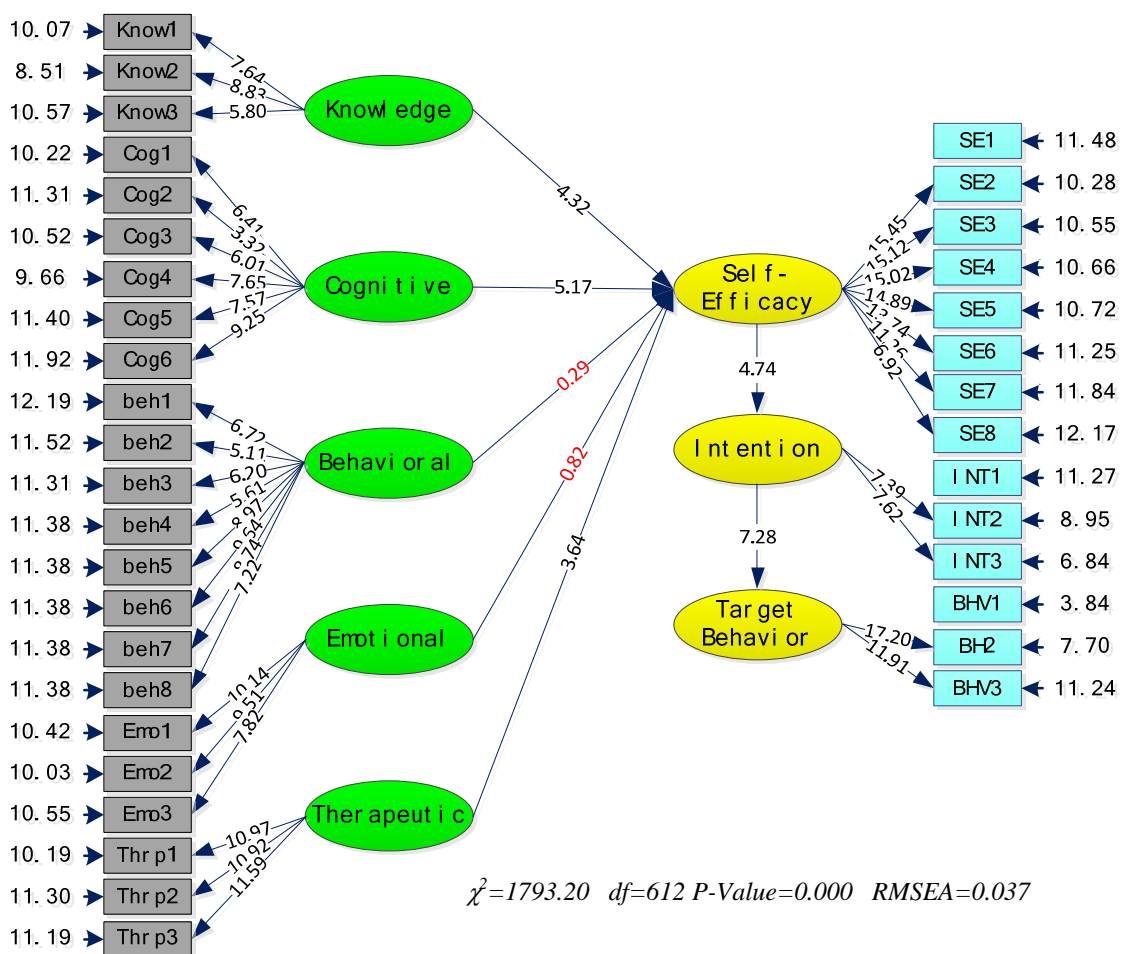 10.07 Know1
8.51 Know2
10.57 Know3
10.22 Cog1
11.31 Cog2
10.52 Cog3
9.66 Cog4
11.40 Cog5
11.92 Cog6
12.19 beh1
11.52 beh2
11.31 beh3
11.38 beh4
11.38 beh5
11.38 beh6
11.38 beh7
11.38 beh8
10.42 Emo1
10.03 Emo2
10.55 Emo3
10.19 Thrp1
11.30 Thrp2
11.19 Thrp3
7.64
8.83
5.80
6.41
3.32
6.01
7.65
7.57
9.25
6.72
5.11
6.20
5.61
8.97
9.64
8.74
7.22
10.14
9.51
7.82
10.97
10.92
11.59
Knowledge
Cognitive
Behavioral
Emotional
Therapeutic
4.32
5.17
0.29
0.82
3.64
Self-
Efficacy
4.74
Intention
7.28
Target
Behavior
15.45
15.12
15.02
14.89
13.74
11.26
6.92
7.39
7.62
17.20
11.91
SE1 11.48
SE2 10.28
SE3 10.55
SE4 10.66
SE5 10.72
SE6 11.25
SE7 11.84
SE8 12.17
INT1 11.27
INT2 8.95
INT3 6.84
BHV1 3.84
BH2 7.70
BHV3 11.24
χ²=1793.20 df=612 P-Value=0.000 RMSEA=0.037